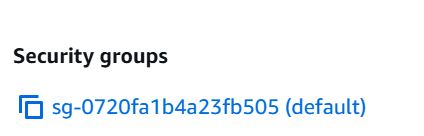 Security groups
sg-0720fa1b4a23fb505 (default)